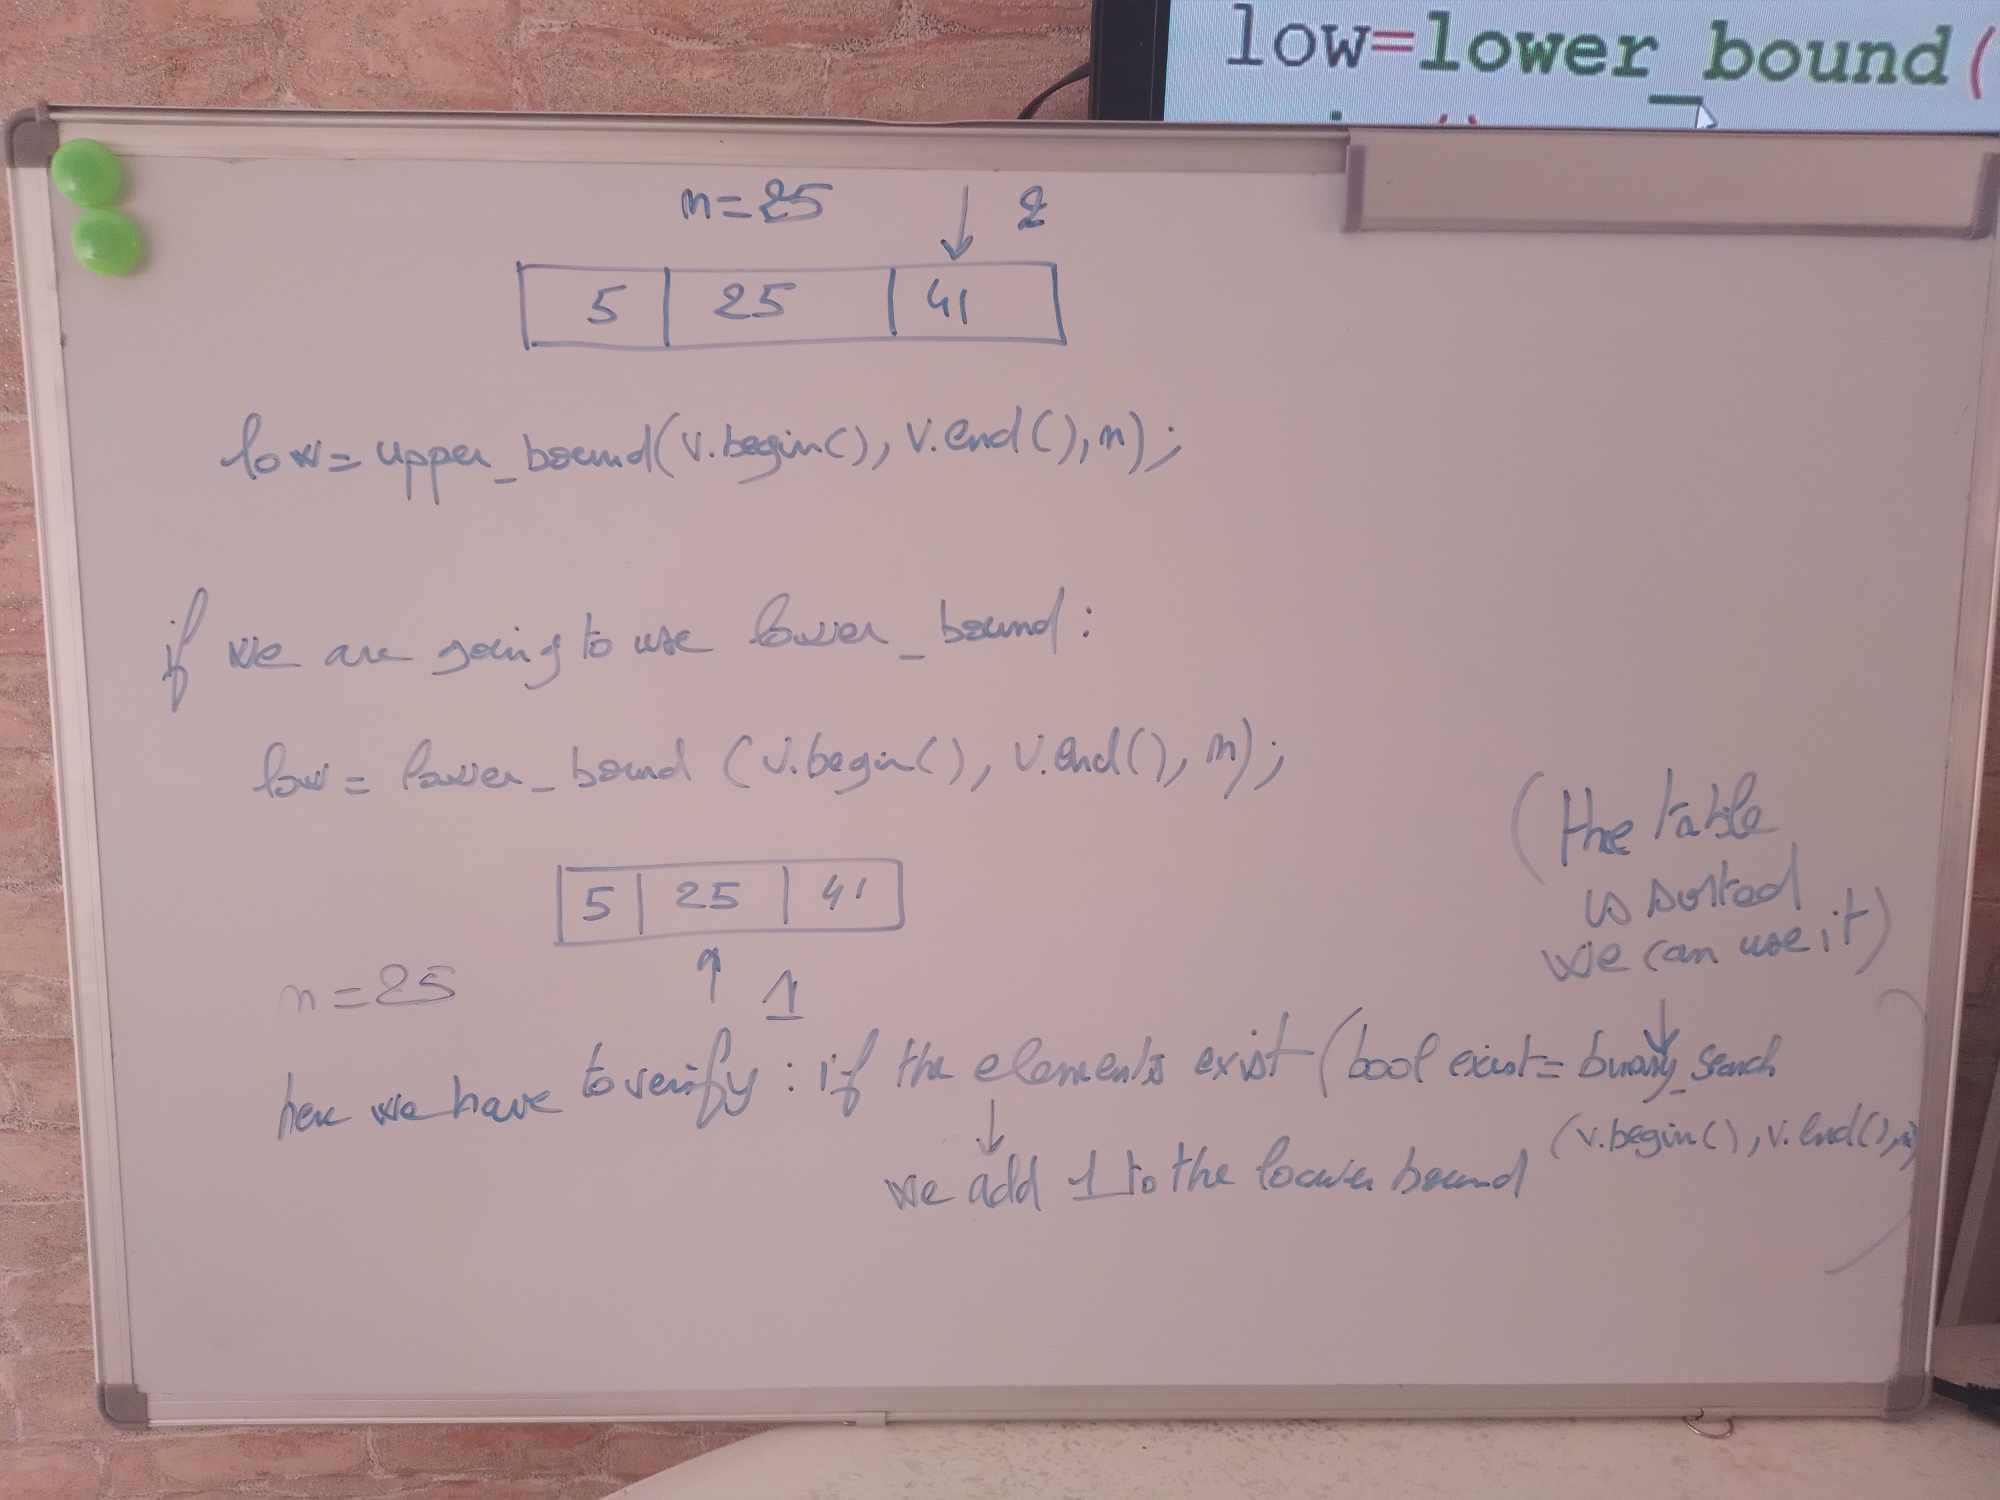 low=lower_bound(
n=25 2
5 25 41
low=upper_bound(v.begin(), v.end(), n);
if we are going to use lower_bound:
low= lower_bound (v.begin(), v.end(), n);
5 25 41
n=25
1
(the table
is sorted
we can use it)
here we have to verify: if the elements exist (bool exist= binary_search
(v.begin(), v.end(), n)
we add 1 to the lower bound